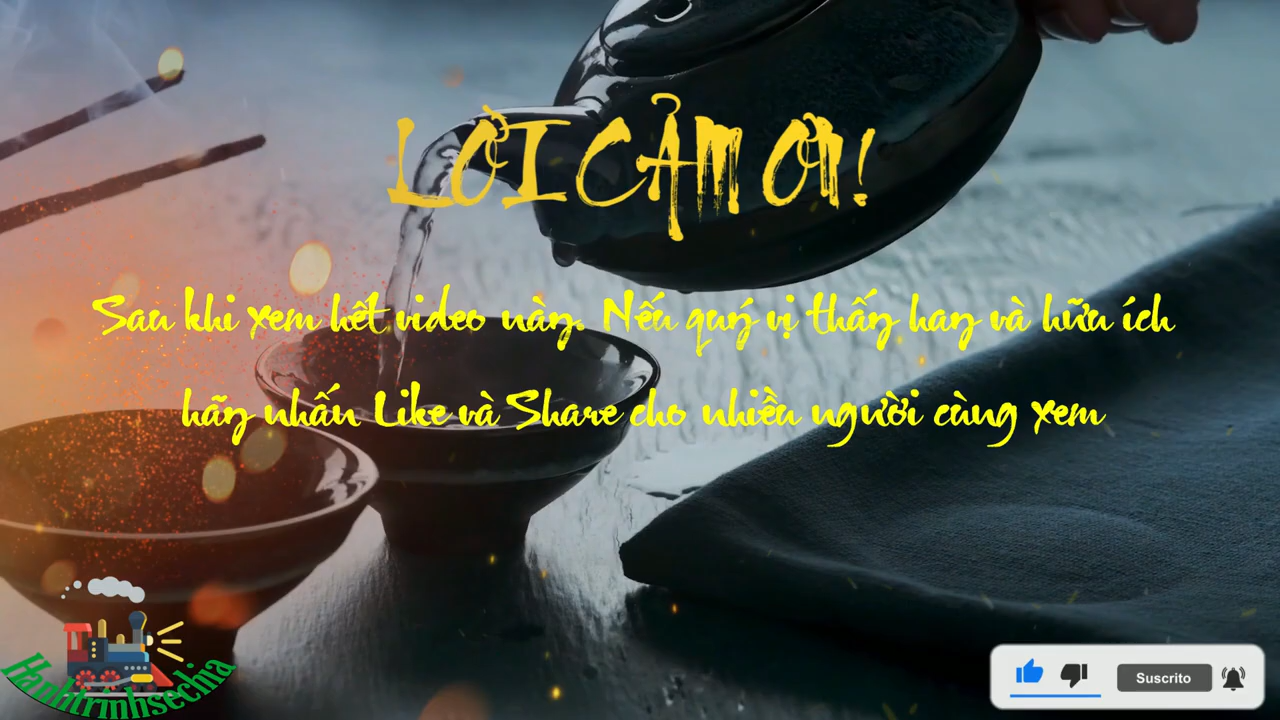 LỜI CẢM ƠN!
Sau khi xem hết video này. Nếu quý vị thấy hay và hữu ích
hãy nhấn Like và Share cho nhiều người cùng xem
Hanhtrinhsechia
Suscrito